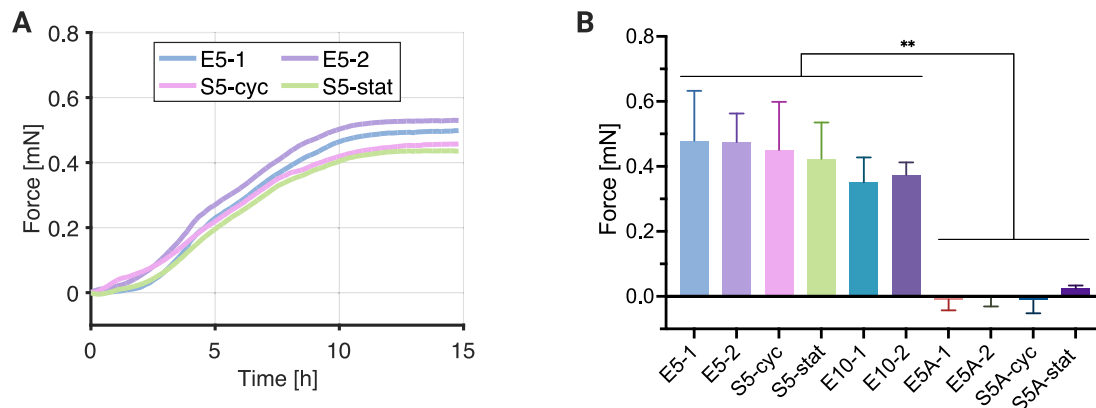 A
Force [mN]
0.8
0.6
0.4
0.2
0
E5-1 E5-2
S5-cyc S5-stat
0 5 10 15
Time [h]
B
Force [mN]
0.8
0.6
0.4
0.2
0.0
**
E5-1 E5-2 S5-cyc S5-stat E10-1 E10-2 E5A-1 E5A-2 S5A-cyc S5A-stat